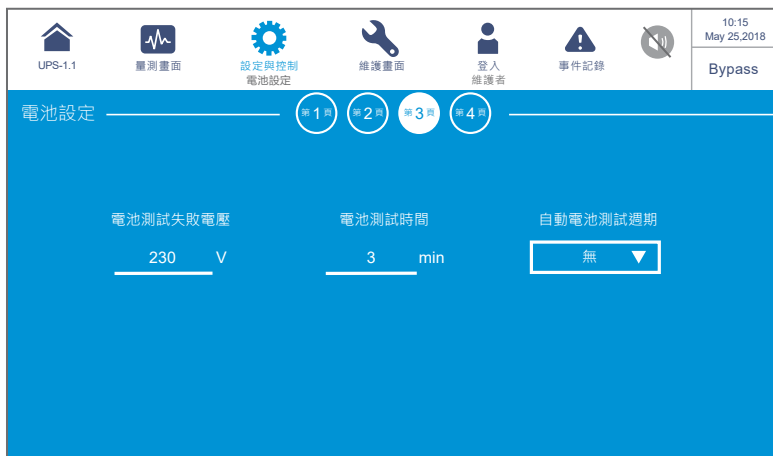 UPS-1.1
量測畫面
設定與控制
電池設定
維護畫面
登入
維護者
事件記錄
10:15
May 25,2018
Bypass
電池設定
第1頁
第2頁
第3頁
第4頁
電池測試失敗電壓
電池測試時間
自動電池測試週期
230 V
3 min
無